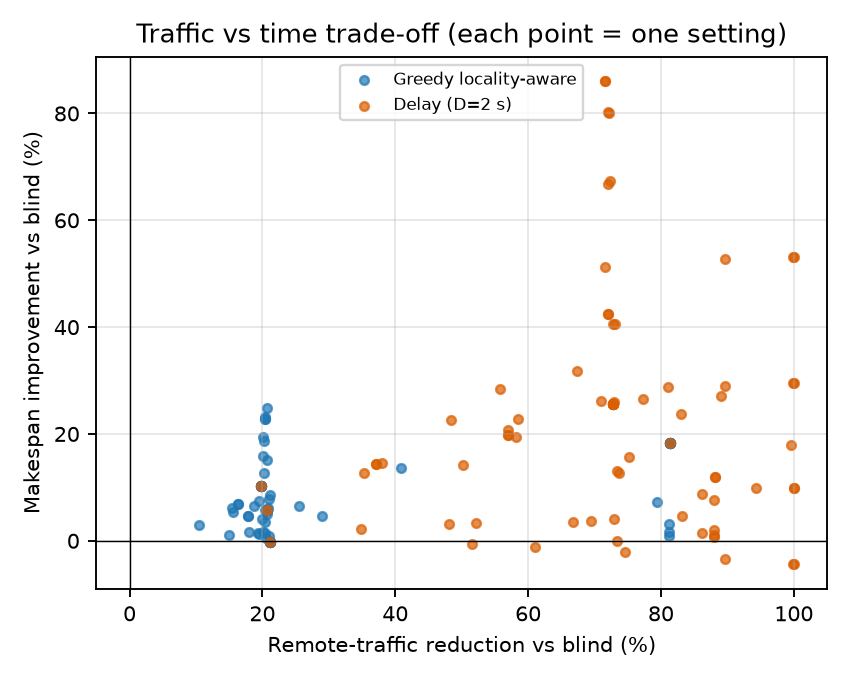 Traffic vs time trade-off (each point = one setting)
Greedy locality-aware
Delay (D=2 s)
Makespan improvement vs blind (%)
80
60
40
20
0
0 20 40 60 80 100
Remote-traffic reduction vs blind (%)